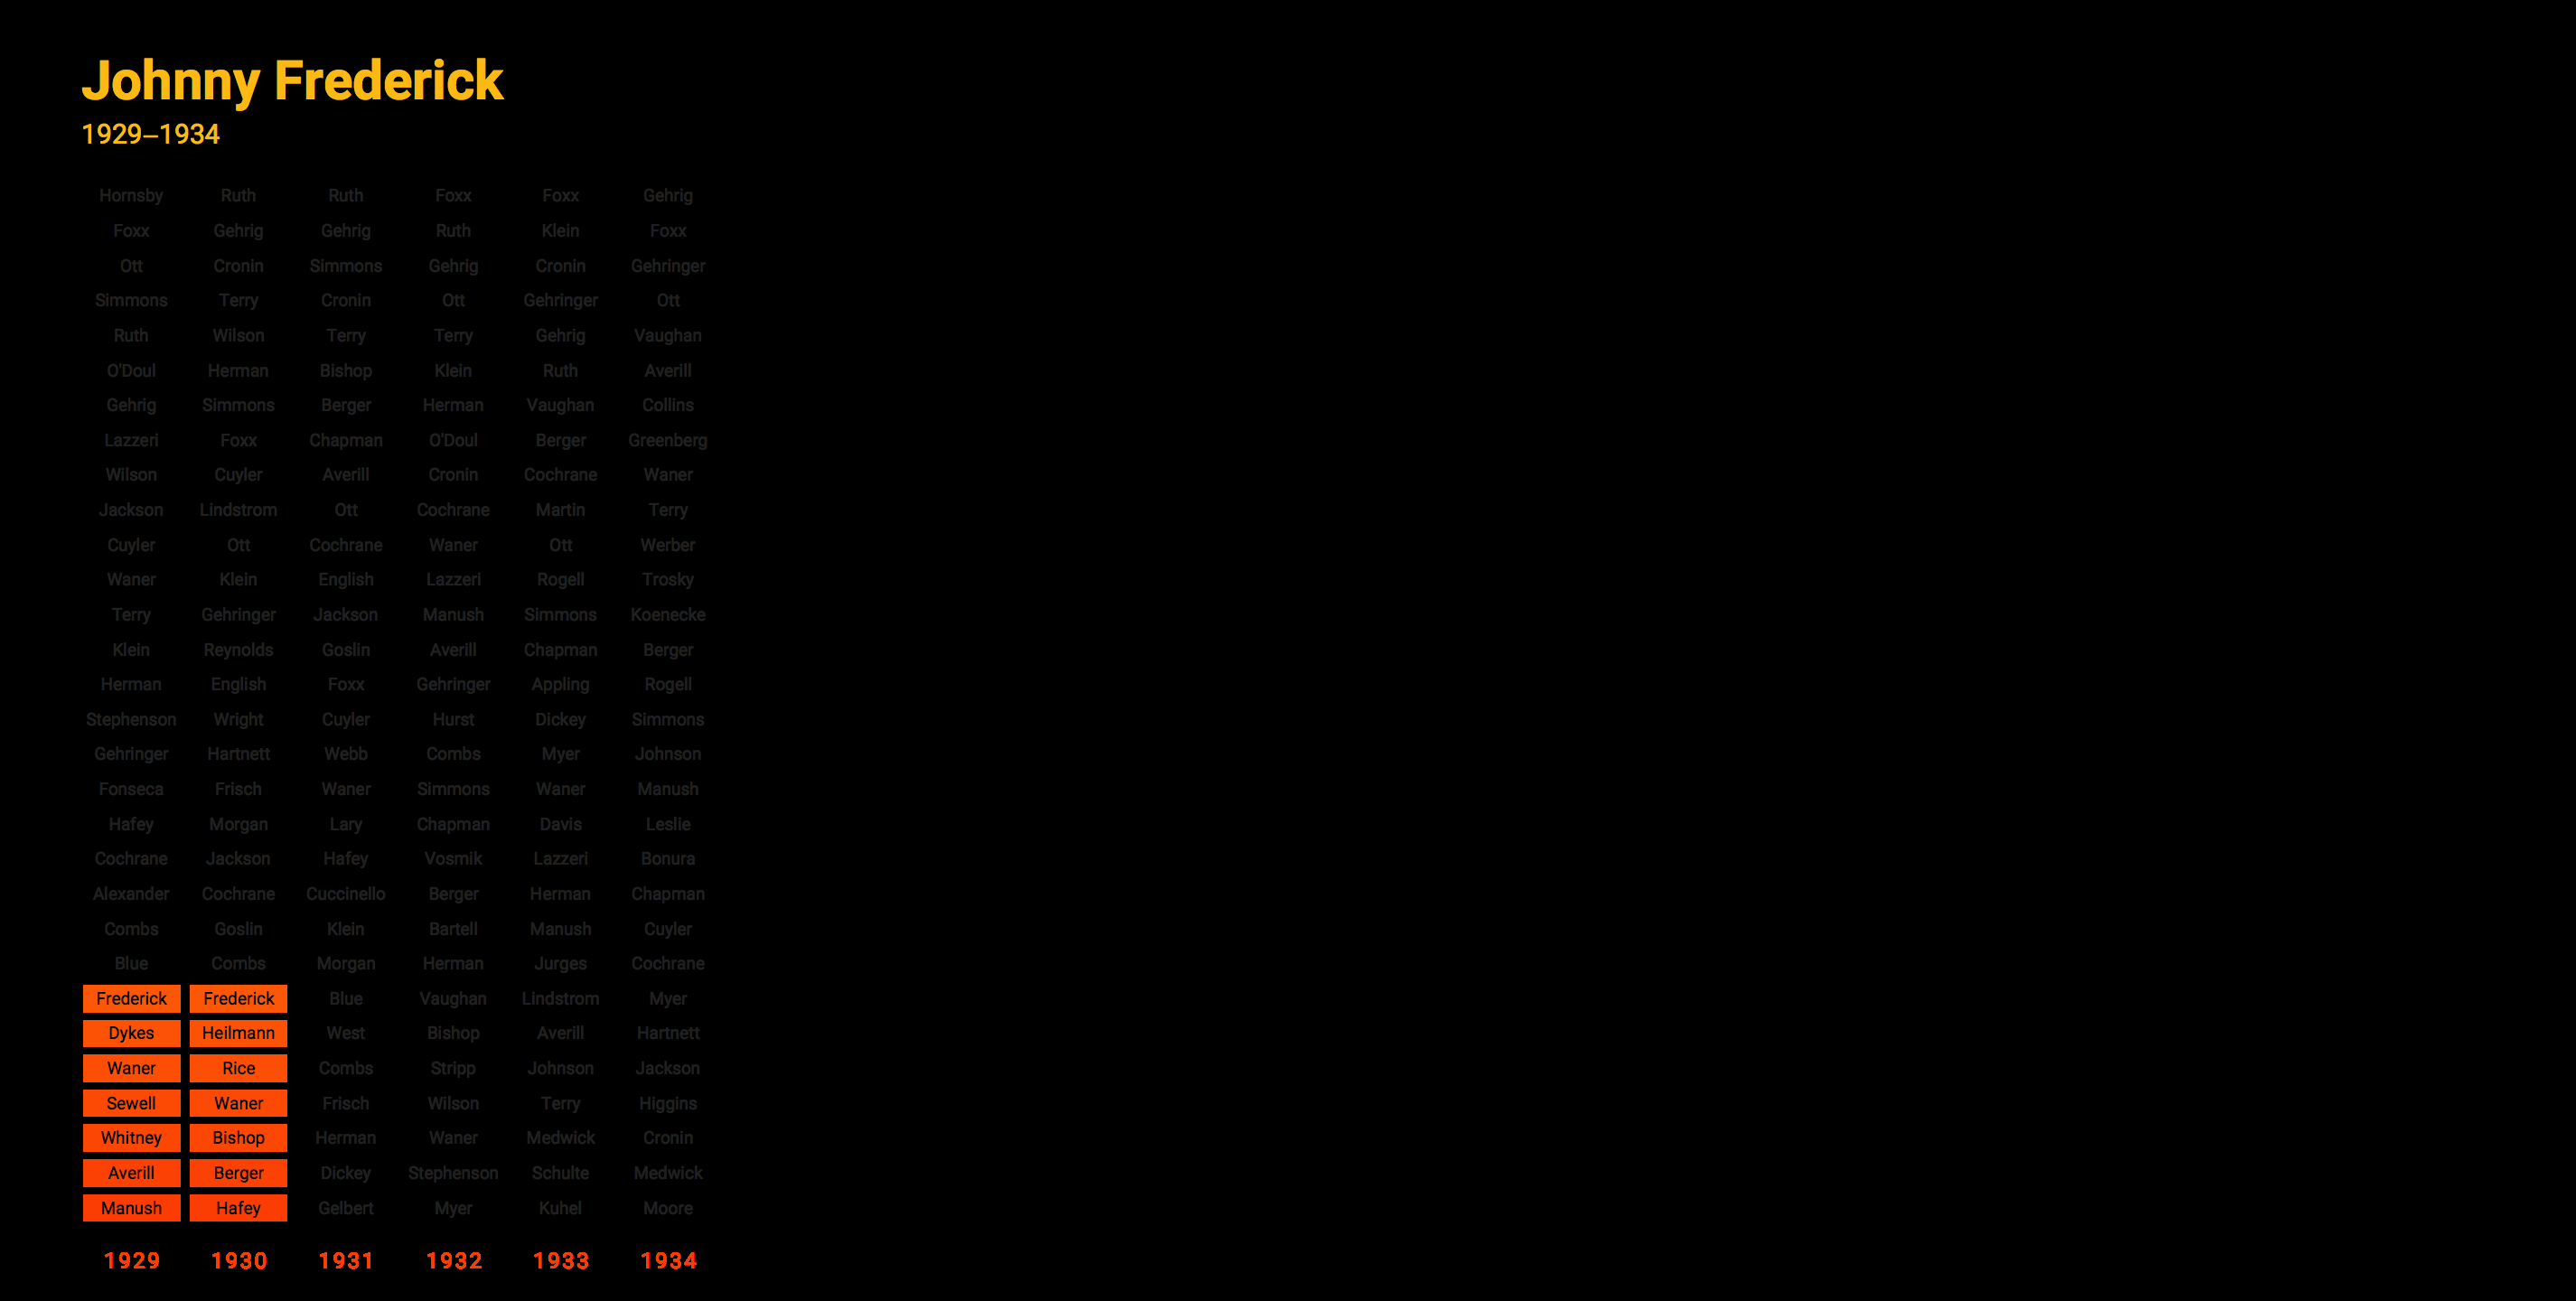 Johnny Frederick
1929–1934
Hornsby Ruth Ruth Foxx Foxx Gehrig
Foxx Gehrig Gehrig Ruth Klein Foxx
Ott Cronin Simmons Gehrig Cronin Gehringer
Simmons Terry Cronin Ott Gehringer Ott
Ruth Wilson Terry Terry Gehrig Vaughan
O'Doul Herman Bishop Klein Ruth Averill
Gehrig Simmons Berger Herman Vaughan Collins
Lazzeri Foxx Chapman O'Doul Berger Greenberg
Wilson Cuyler Averill Cronin Cochrane Waner
Jackson Lindstrom Ott Cochrane Martin Terry
Cuyler Ott Cochrane Waner Ott Werber
Waner Klein English Lazzeri Rogell Trosky
Terry Gehringer Jackson Manush Simmons Koenecke
Klein Reynolds Goslin Averill Chapman Berger
Herman English Foxx Gehringer Appling Rogell
Stephenson Wright Cuyler Hurst Dickey Simmons
Gehringer Hartnett Webb Combs Myer Johnson
Fonseca Frisch Waner Simmons Waner Manush
Hafey Morgan Lary Chapman Davis Leslie
Cochrane Jackson Hafey Vosmik Lazzeri Bonura
Alexander Cochrane Cuccinello Berger Herman Chapman
Combs Goslin Klein Bartell Manush Cuyler
Blue Combs Morgan Herman Jurges Cochrane
Frederick Frederick Blue Vaughan Lindstrom Myer
Dykes Heilmann West Bishop Averill Hartnett
Waner Rice Combs Stripp Johnson Jackson
Sewell Waner Frisch Wilson Terry Higgins
Whitney Bishop Herman Waner Medwick Cronin
Averill Berger Dickey Stephenson Schulte Medwick
Manush Hafey Gelbert Myer Kuhel Moore
1929 1930 1931 1932 1933 1934